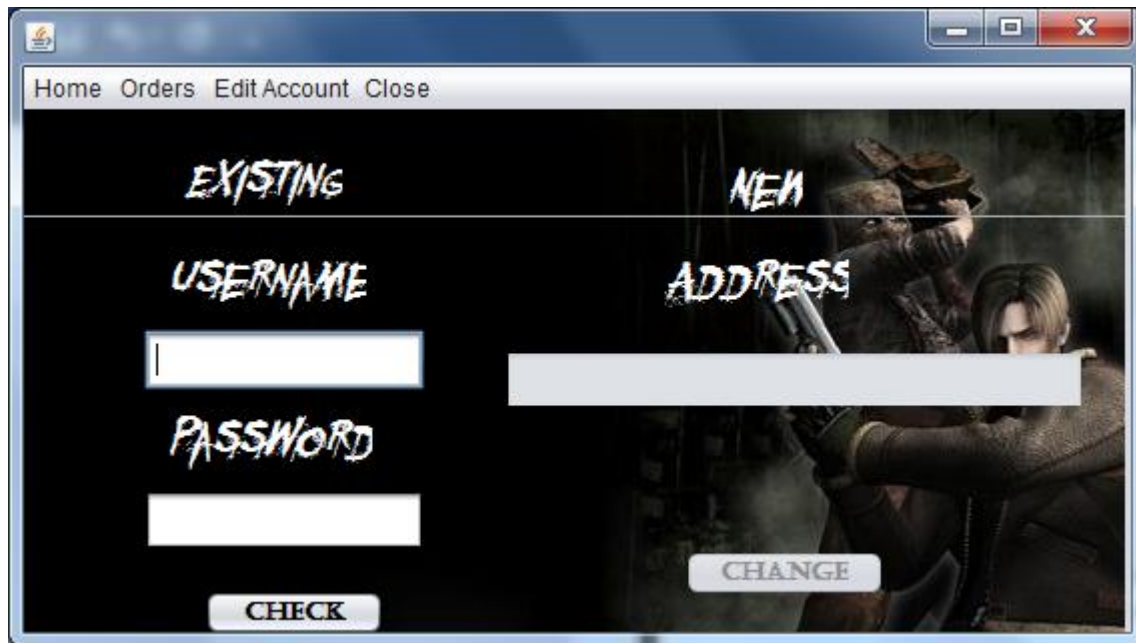 Home Orders Edit Account Close
EXISTING
NEW
USERNAME
ADDRESS
PASSWORD
CHANGE
CHECK